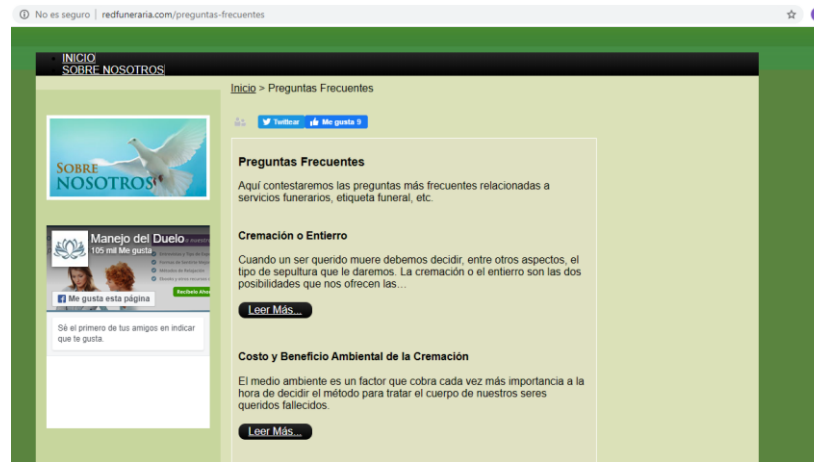 No es seguro | redfuneraria.com/preguntas-frecuentes
INICIO
SOBRE NOSOTROS
Inicio > Preguntas Frecuentes
Twittear Me gusta 9
SOBRE
NOSOTROS
Preguntas Frecuentes
Aquí contestaremos las preguntas más frecuentes relacionadas a
servicios funerarios, etiqueta funeral, etc.
Manejo del Duelo
105 mil Me gusta
Me gusta esta página
Sé el primero de tus amigos en indicar
que te gusta.
Cremación o Entierro
Cuando un ser querido muere debemos decidir, entre otros aspectos, el
tipo de sepultura que le daremos. La cremación o el entierro son las dos
posibilidades que nos ofrecen las...
Leer Más...
Costo y Beneficio Ambiental de la Cremación
El medio ambiente es un factor que cobra cada vez más importancia a la
hora de decidir el método para tratar el cuerpo de nuestros seres
queridos fallecidos.
Leer Más...